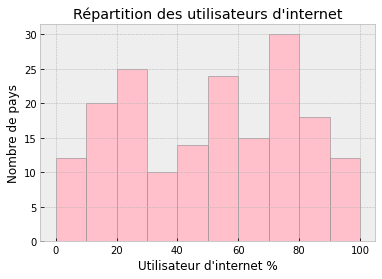 Répartition des utilisateurs d'internet
Nombre de pays
30
25
20
15
10
5
0
0 20 40 60 80 100
Utilisateur d'internet %